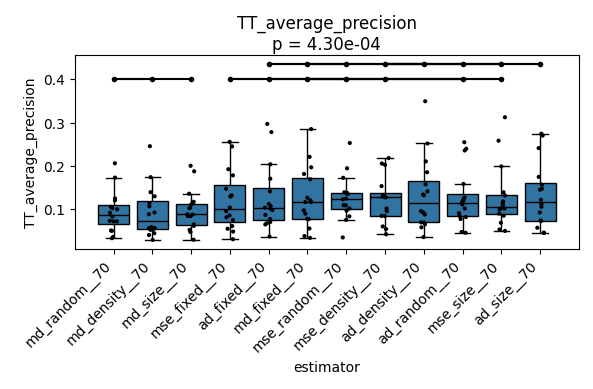 TT_average_precision
p = 4.30e-04
TT_average_precision
0.4
0.3
0.2
0.1
md_random__70
md_density__70
md_size__70
mse_fixed__70
ad_fixed__70
md_fixed__70
mse_random__70
mse_density__70
ad_density__70
ad_random__70
mse_size__70
ad_size__70
estimator